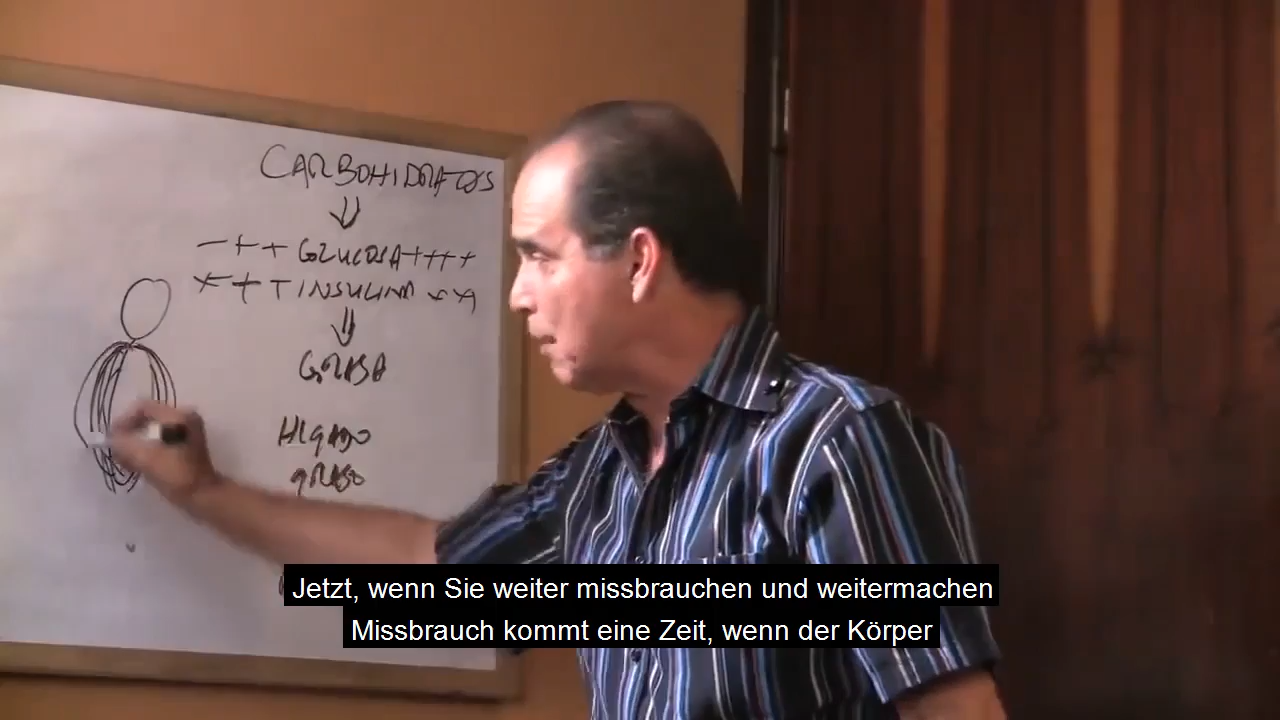 CARBOHIDRATOS
- + + GLUCOSA + + + +
+ + + INSULINA + +
GRASA
HIGADO
GRASO
Jetzt, wenn Sie weiter missbrauchen und weitermachen
Missbrauch kommt eine Zeit, wenn der Körper